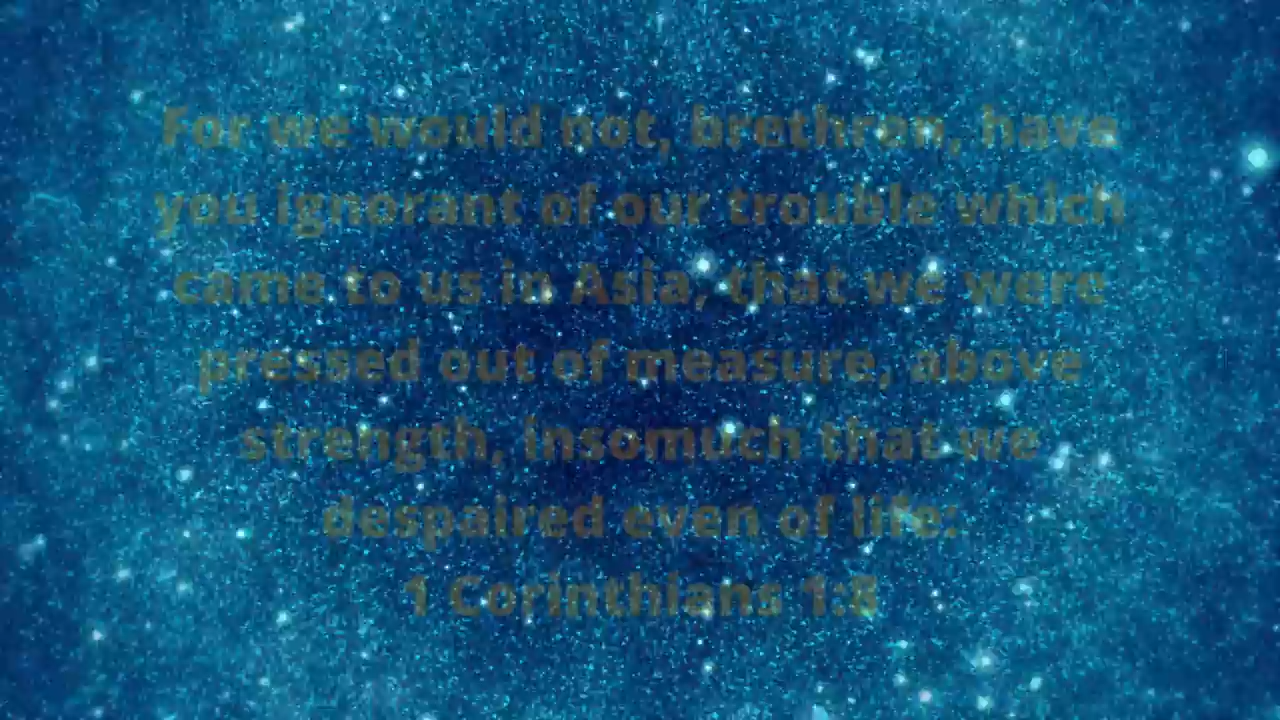 For we would not, brethren, have
you ignorant of our trouble which
came to us in Asia, that we were
pressed out of measure, above
strength, insomuch that we
despaired even of life:
1 Corinthians 1:8